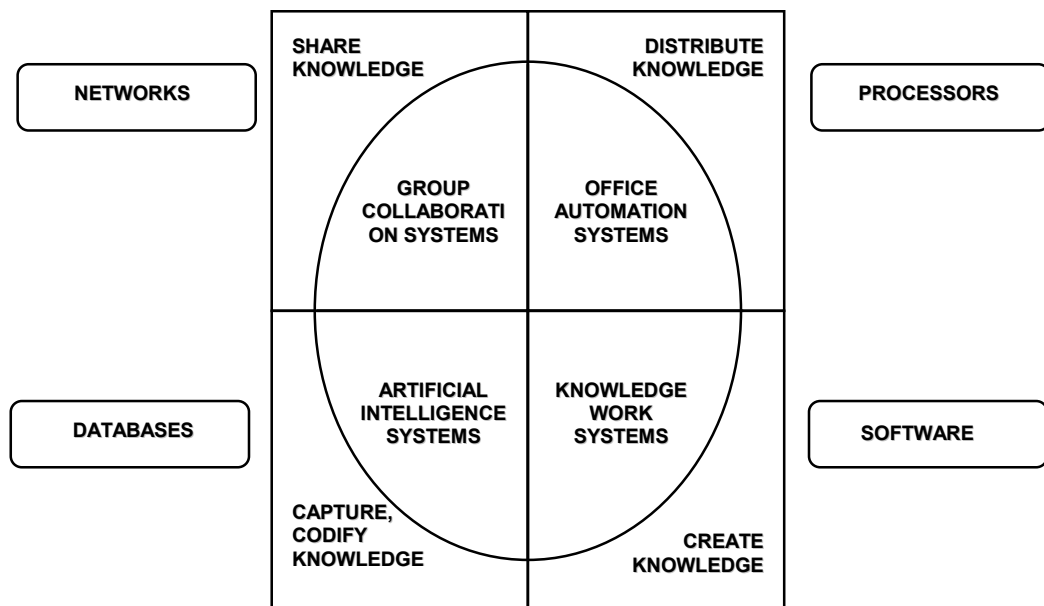 SHARE
KNOWLEDGE
DISTRIBUTE
KNOWLEDGE
NETWORKS
PROCESSORS
GROUP
COLLABORATI
ON SYSTEMS
OFFICE
AUTOMATION
SYSTEMS
ARTIFICIAL
INTELLIGENCE
SYSTEMS
KNOWLEDGE
WORK
SYSTEMS
DATABASES
SOFTWARE
CAPTURE,
CODIFY
KNOWLEDGE
CREATE
KNOWLEDGE